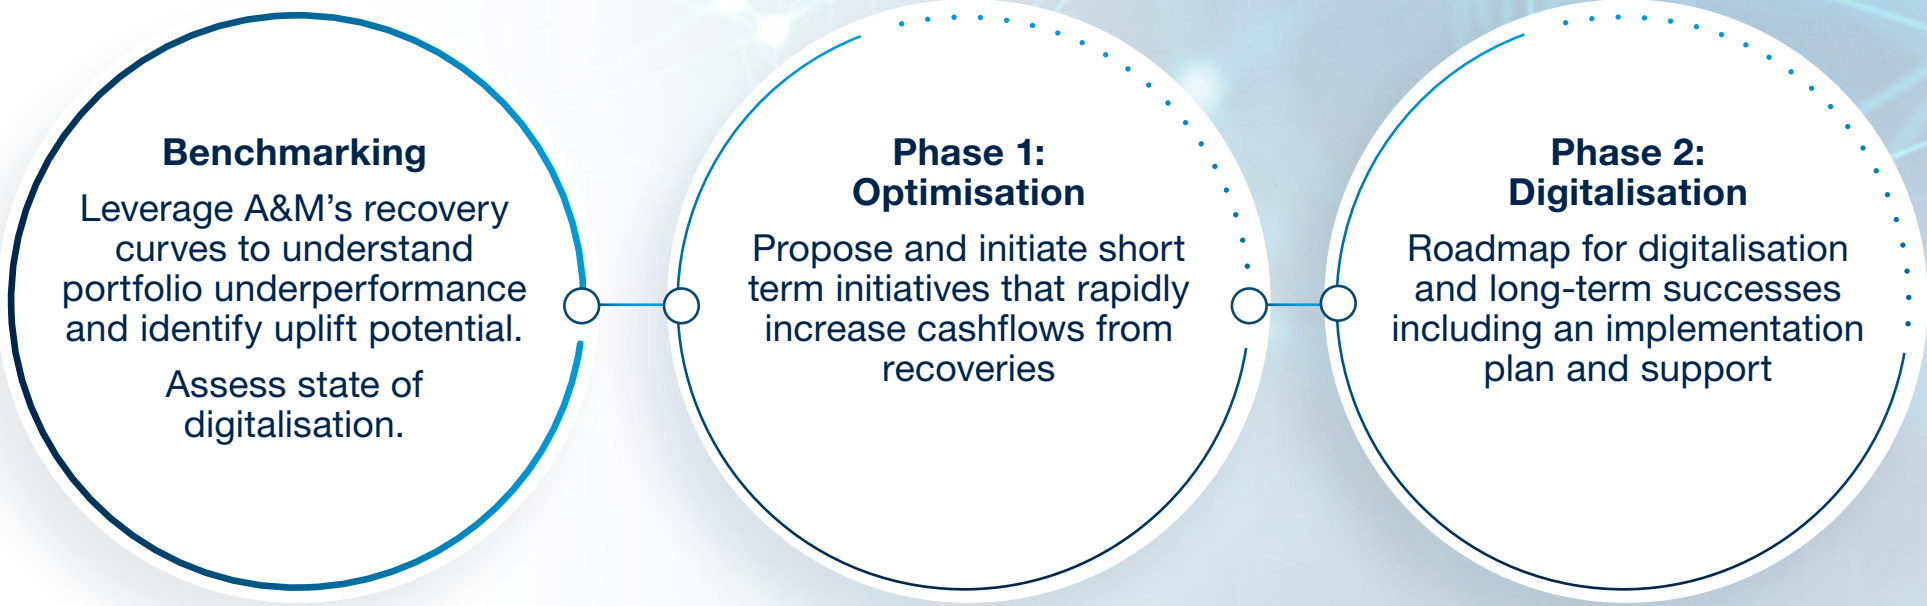 Benchmarking
Leverage A&M’s recovery
curves to understand
portfolio underperformance
and identify uplift potential.
Assess state of
digitalisation.
Phase 1:
Optimisation
Propose and initiate short
term initiatives that rapidly
increase cashflows from
recoveries
Phase 2:
Digitalisation
Roadmap for digitalisation
and long-term successes
including an implementation
plan and support